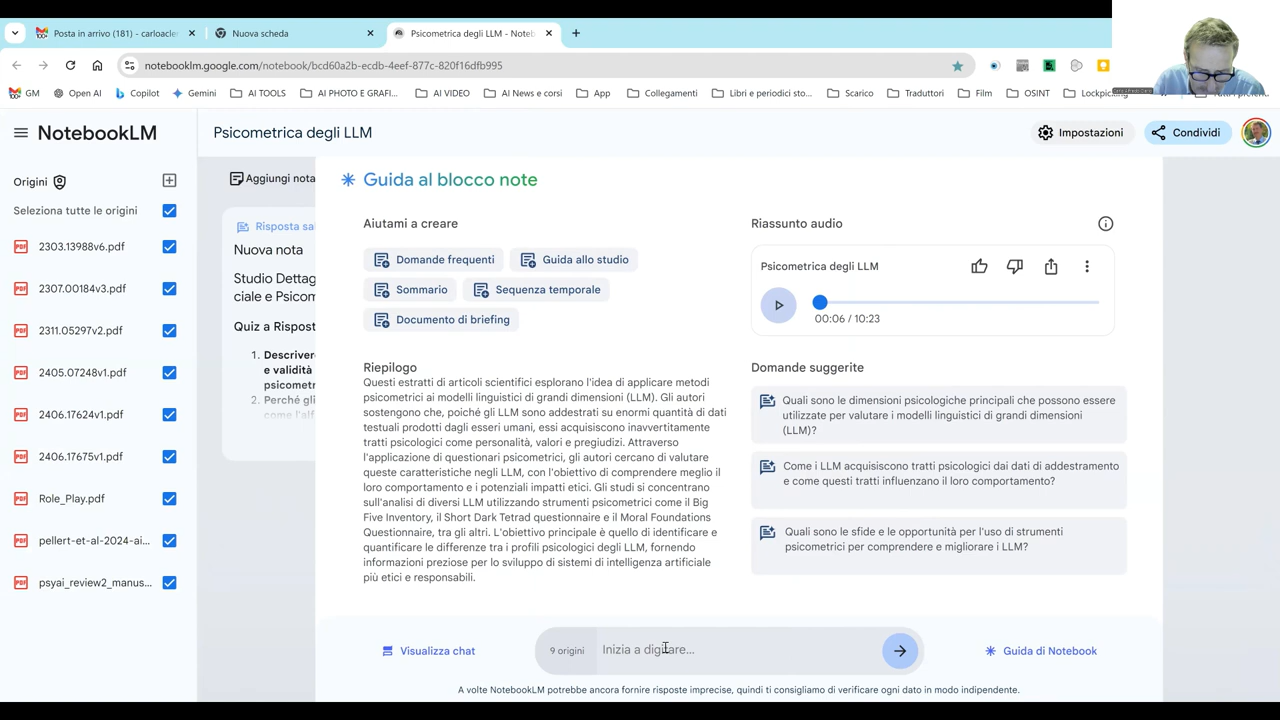 Posta in arrivo (181) - carloacler
Nuova scheda
Psicometrica degli LLM - Noteb
notebooklm.google.com/notebook/bcd60a2b-ecdb-4eef-877c-820f16dfb995
GM
Open AI
Copilot
Gemini
AI TOOLS
AI PHOTO E GRAFI...
AI VIDEO
AI News e corsi
App
Collegamenti
Libri e periodici sto...
Scarico
Traduttori
Film
OSINT
Lockpicking
NotebookLM
Psicometrica degli LLM
Impostazioni
Condividi
Origini
Seleziona tutte le origini
2303.13988v6.pdf
2307.00184v3.pdf
2311.05297v2.pdf
2405.07248v1.pdf
2406.17624v1.pdf
2406.17675v1.pdf
Role_Play.pdf
pellert-et-al-2024-ai...
psyai_review2_manus...
Aggiungi nota
Risposta sal
Nuova nota
Studio Dettag
ciale e Psicom
Quiz a Rispost
1. Descriver
e validità
psicometr
2. Perché gli
come l'alf
Guida al blocco note
Aiutami a creare
Domande frequenti
Guida allo studio
Sommario
Sequenza temporale
Documento di briefing
Riepilogo
Questi estratti di articoli scientifici esplorano l'idea di applicare metodi
psicometrici ai modelli linguistici di grandi dimensioni (LLM). Gli autori
sostengono che, poiché gli LLM sono addestrati su enormi quantità di dati
testuali prodotti dagli esseri umani, essi acquisiscono inavvertitamente
tratti psicologici come personalità, valori e pregiudizi. Attraverso
l'applicazione di questionari psicometrici, gli autori cercano di valutare
queste caratteristiche negli LLM, con l'obiettivo di comprendere meglio il
loro comportamento e i potenziali impatti etici. Gli studi si concentrano
sull'analisi di diversi LLM utilizzando strumenti psicometrici come il Big
Five Inventory, il Short Dark Tetrad questionnaire e il Moral Foundations
Questionnaire, tra gli altri. L'obiettivo principale è quello di identificare e
quantificare le differenze tra i profili psicologici degli LLM, fornendo
informazioni preziose per lo sviluppo di sistemi di intelligenza artificiale
più etici e responsabili.
Riassunto audio
Psicometrica degli LLM
00:06 / 10:23
Domande suggerite
Quali sono le dimensioni psicologiche principali che possono essere
utilizzate per valutare i modelli linguistici di grandi dimensioni
(LLM)?
Come i LLM acquisiscono tratti psicologici dai dati di addestramento
e come questi tratti influenzano il loro comportamento?
Quali sono le sfide e le opportunità per l'uso di strumenti
psicometrici per comprendere e migliorare i LLM?
Visualizza chat
9 origini
Inizia a digitare...
Guida di Notebook
A volte NotebookLM potrebbe ancora fornire risposte imprecise, quindi ti consigliamo di verificare ogni dato in modo indipendente.